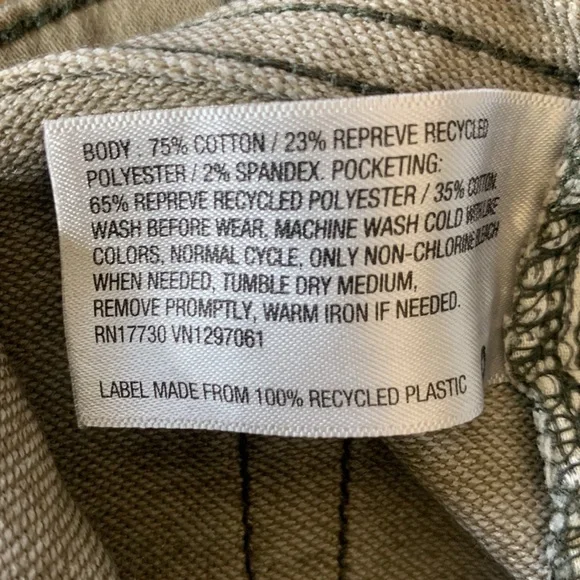 BODY 75% COTTON / 23% REPREVE RECYCLED
POLYESTER / 2% SPANDEX. POCKETING:
65% REPREVE RECYCLED POLYESTER / 35% COTTON.
WASH BEFORE WEAR, MACHINE WASH COLD WITH LIKE
COLORS, NORMAL CYCLE, ONLY NON-CHLORINE BLEACH
WHEN NEEDED, TUMBLE DRY MEDIUM,
REMOVE PROMPTLY, WARM IRON IF NEEDED.
RN17730 VN1297061
LABEL MADE FROM 100% RECYCLED PLASTIC